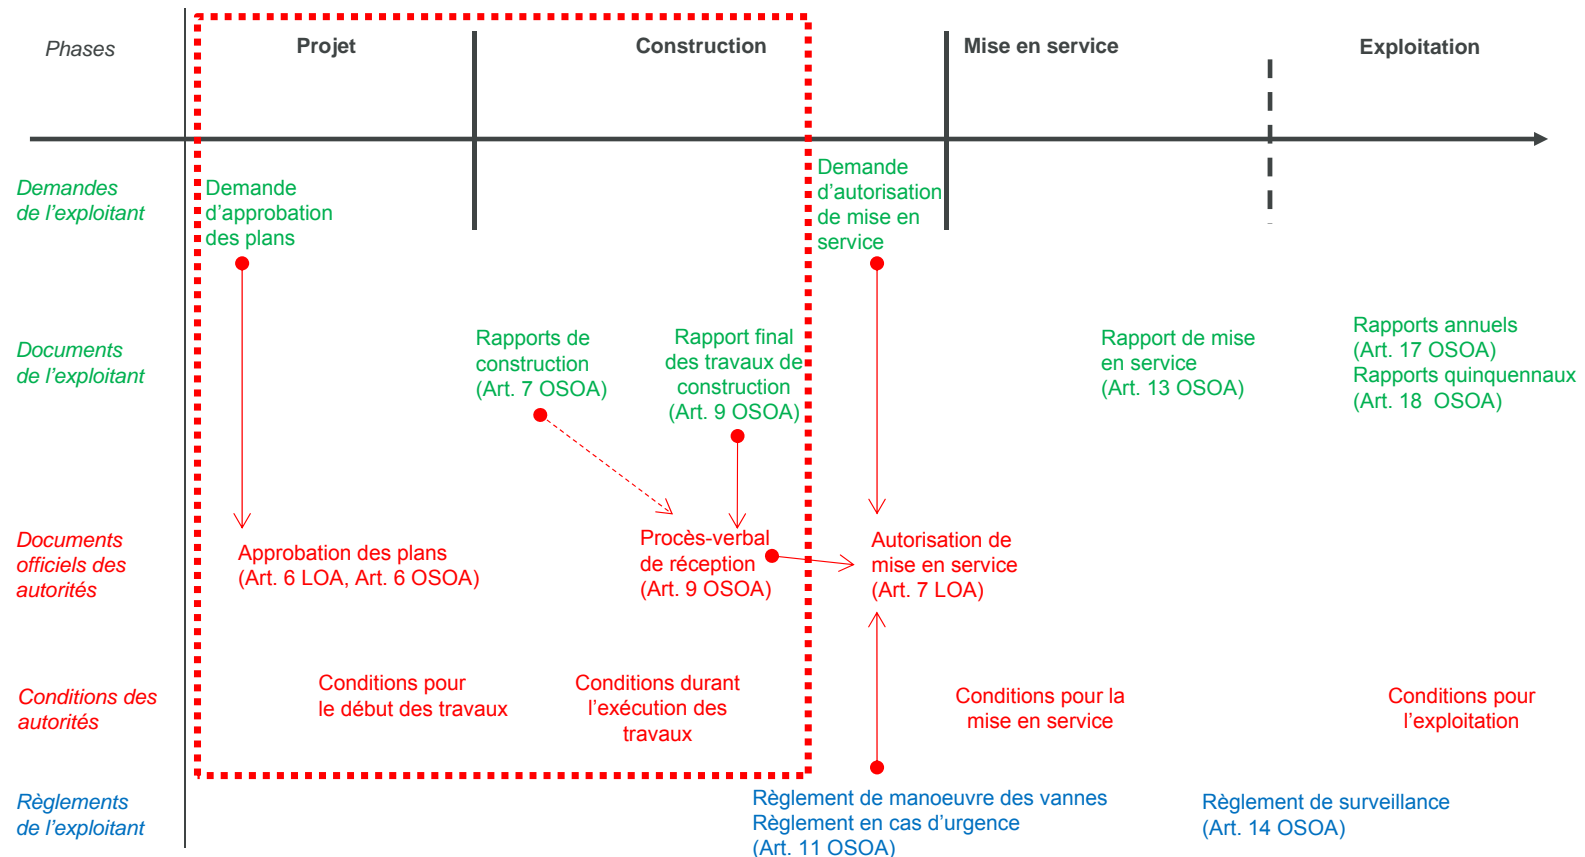 Phases
Projet
Construction
Mise en service
Exploitation
Demandes
de l'exploitant
Demande
d'approbation
des plans
Demande
d'autorisation
de mise en
service
Documents
de l'exploitant
Rapports de
construction
(Art. 7 OSOA)
Rapport final
des travaux de
construction
(Art. 9 OSOA)
Rapport de mise
en service
(Art. 13 OSOA)
Rapports annuels
(Art. 17 OSOA)
Rapports quinquennaux
(Art. 18 OSOA)
Documents
officiels des
autorités
Approbation des plans
(Art. 6 LOA, Art. 6 OSOA)
Procès-verbal
de réception
(Art. 9 OSOA)
Autorisation de
mise en service
(Art. 7 LOA)
Conditions des
autorités
Conditions pour
le début des travaux
Conditions durant
l'exécution des
travaux
Conditions pour la
mise en service
Conditions pour
l'exploitation
Règlements
de l'exploitant
Règlement de manoeuvre des vannes
Règlement en cas d'urgence
(Art. 11 OSOA)
Règlement de surveillance
(Art. 14 OSOA)